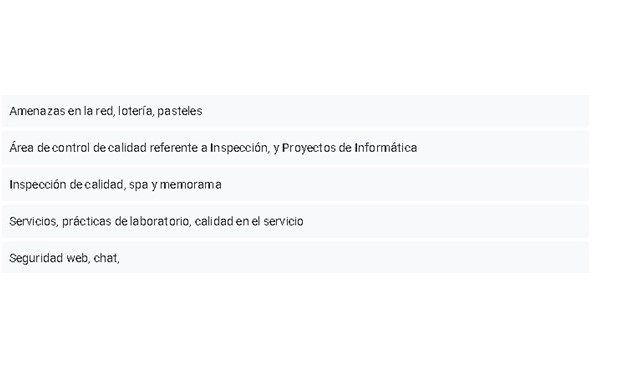 Amenazas en la red, lotería, pasteles
Área de control de calidad referente a Inspección, y Proyectos de Informática
Inspección de calidad, spa y memorama
Servicios, prácticas de laboratorio, calidad en el servicio
Seguridad web, chat,